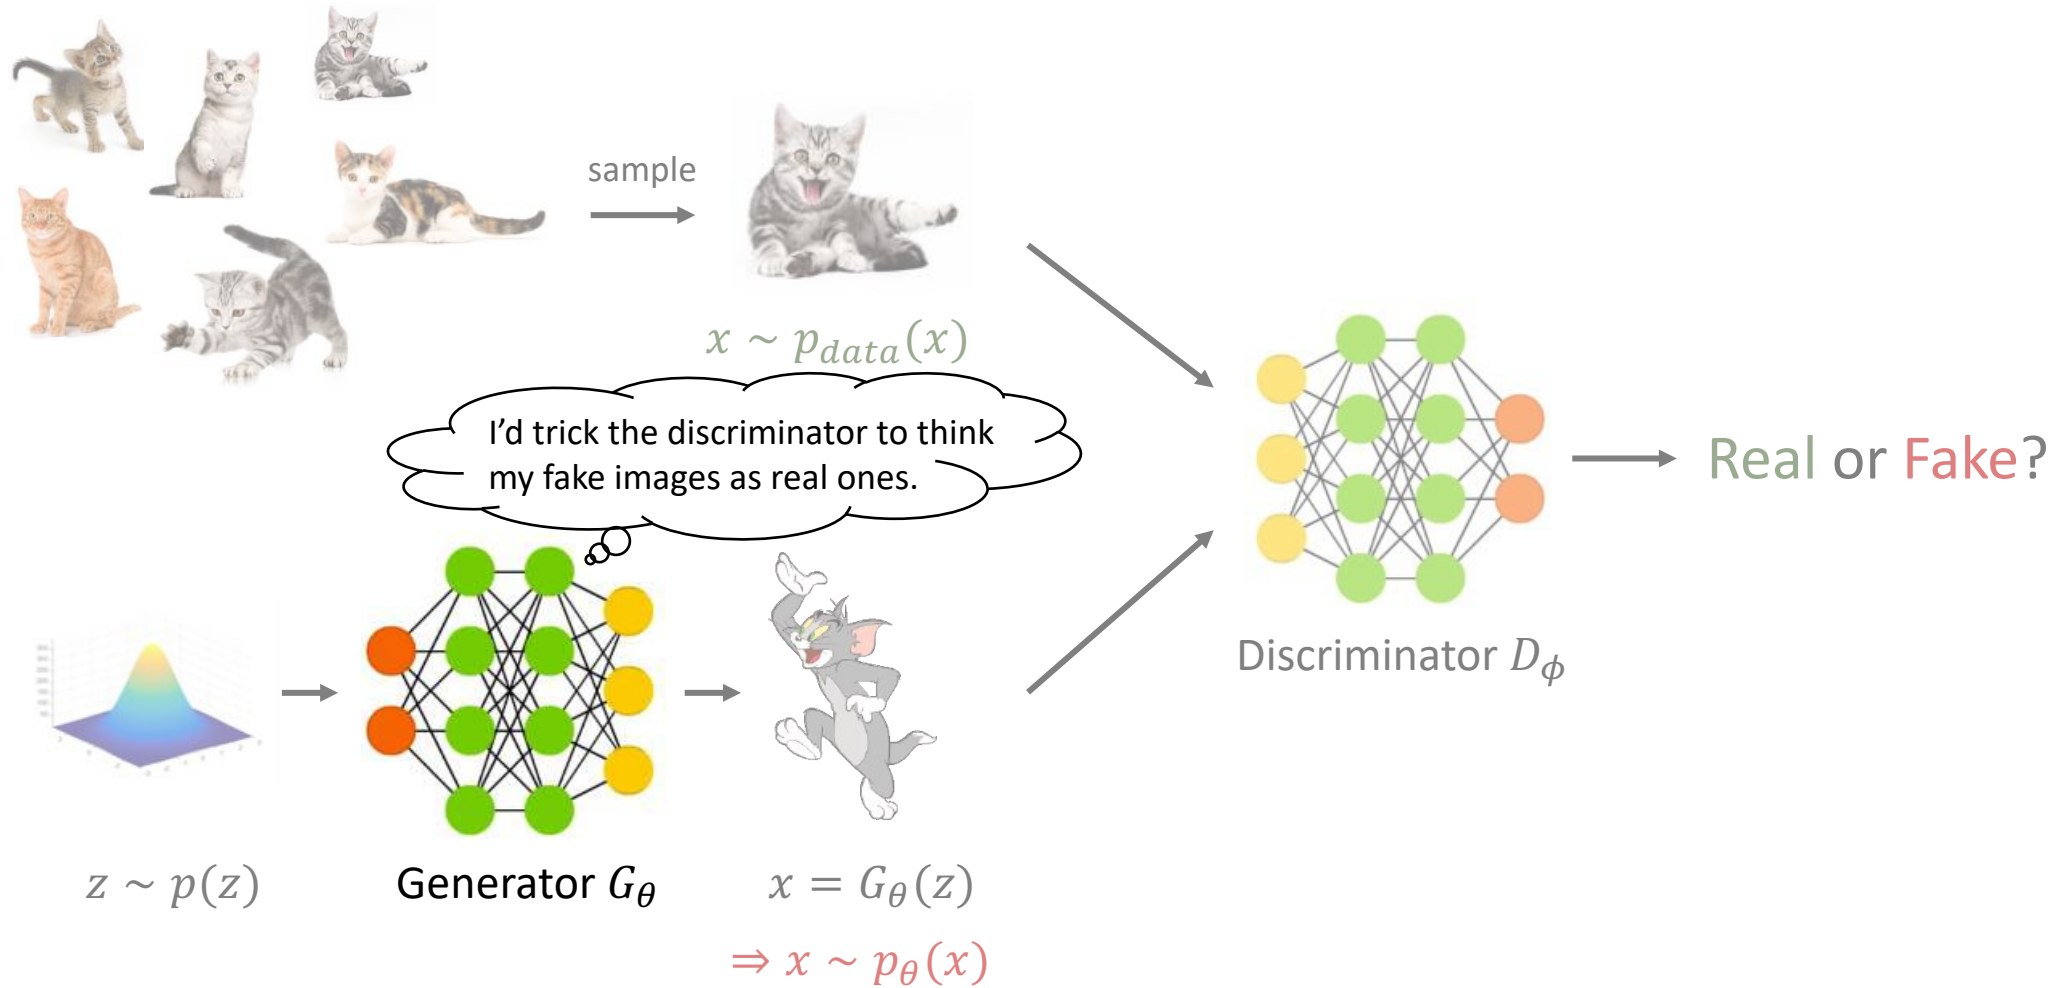 sample
x ~ p_data(x)
I'd trick the discriminator to think
my fake images as real ones.
Real or Fake?
Discriminator D_ϕ
z ~ p(z)
Generator G_θ
x = G_θ(z)
⇒ x ~ p_θ(x)